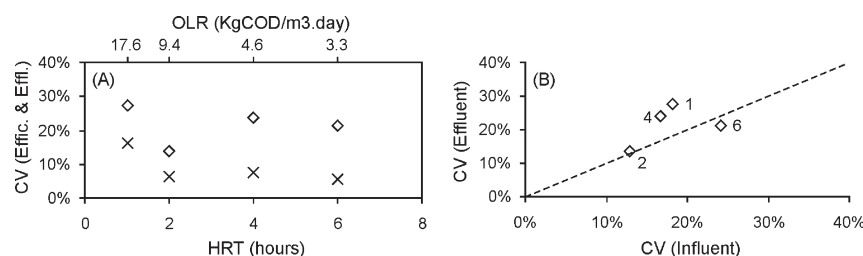 OLR (KgCOD/m3.day)
17.6 9.4 4.6 3.3
CV (Effic. & Effl.)
40%
30%
20%
10%
0%
(A)
0 2 4 6 8
HRT (hours)
CV (Effluent)
40%
30%
20%
10%
0%
(B)
1
4
6
2
0% 10% 20% 30% 40%
CV (Influent)